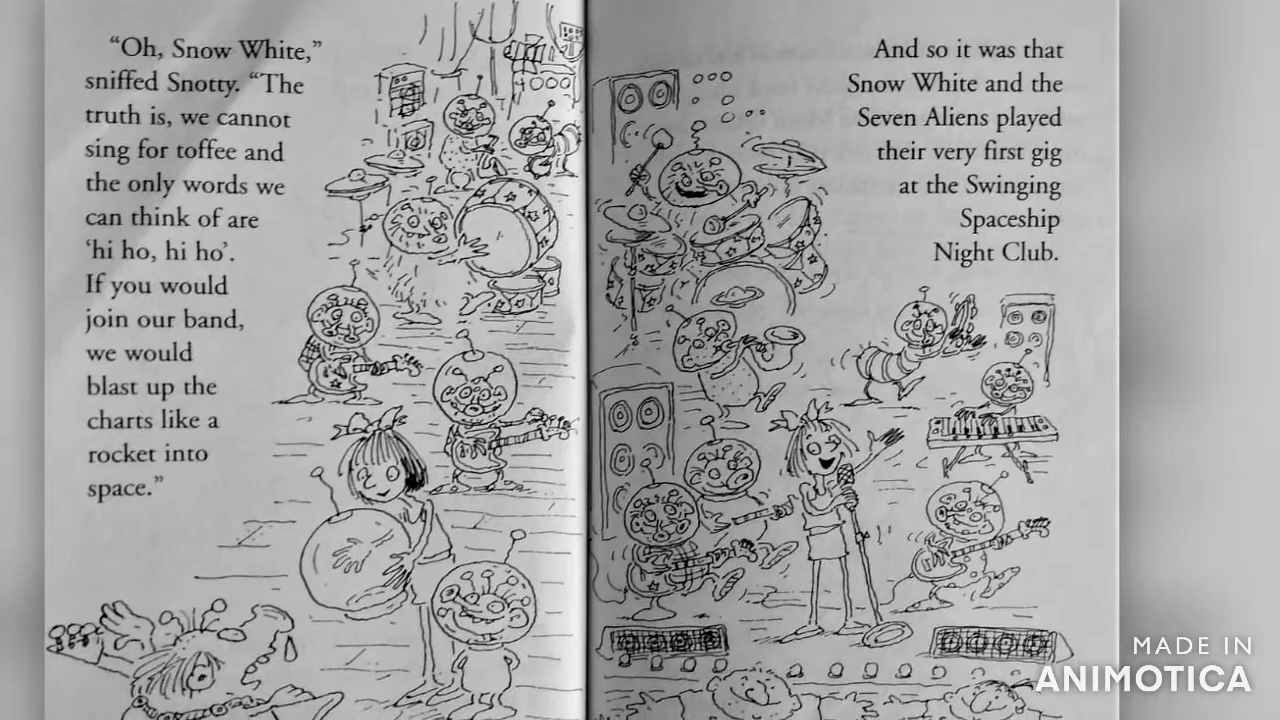 “Oh, Snow White,”
sniffed Snotty. “The
truth is, we cannot
sing for toffee and
the only words we
can think of are
‘hi ho, hi ho’.
If you would
join our band,
we would
blast up the
charts like a
rocket into
space.”
And so it was that
Snow White and the
Seven Aliens played
their very first gig
at the Swinging
Spaceship
Night Club.
MADE IN
ANIMOTICA